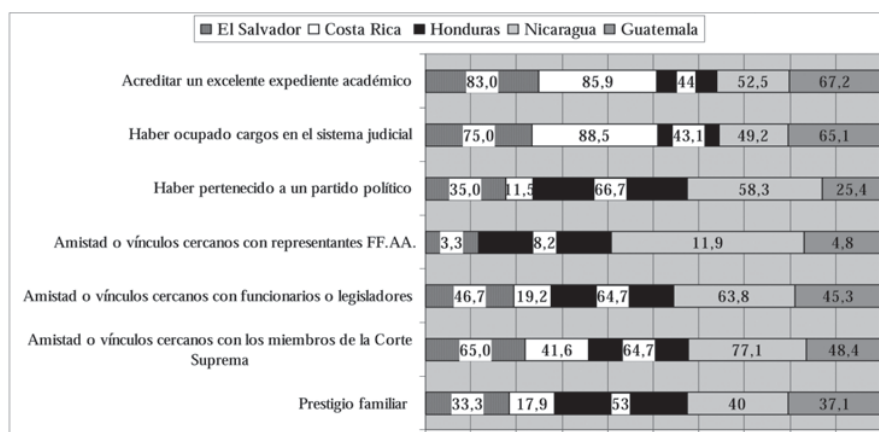 El Salvador Costa Rica Honduras Nicaragua Guatemala
Acreditar un excelente expediente académico 83,0 85,9 44 52,5 67,2
Haber ocupado cargos en el sistema judicial 75,0 88,5 43,1 49,2 65,1
Haber pertenecido a un partido político 35,0 11,5 66,7 58,3 25,4
Amistad o vínculos cercanos con representantes FF.AA. 3,3 8,2 11,9 4,8
Amistad o vínculos cercanos con funcionarios o legisladores 46,7 19,2 64,7 63,8 45,3
Amistad o vínculos cercanos con los miembros de la Corte
Suprema 65,0 41,6 64,7 77,1 48,4
Prestigio familiar 33,3 17,9 53 40 37,1